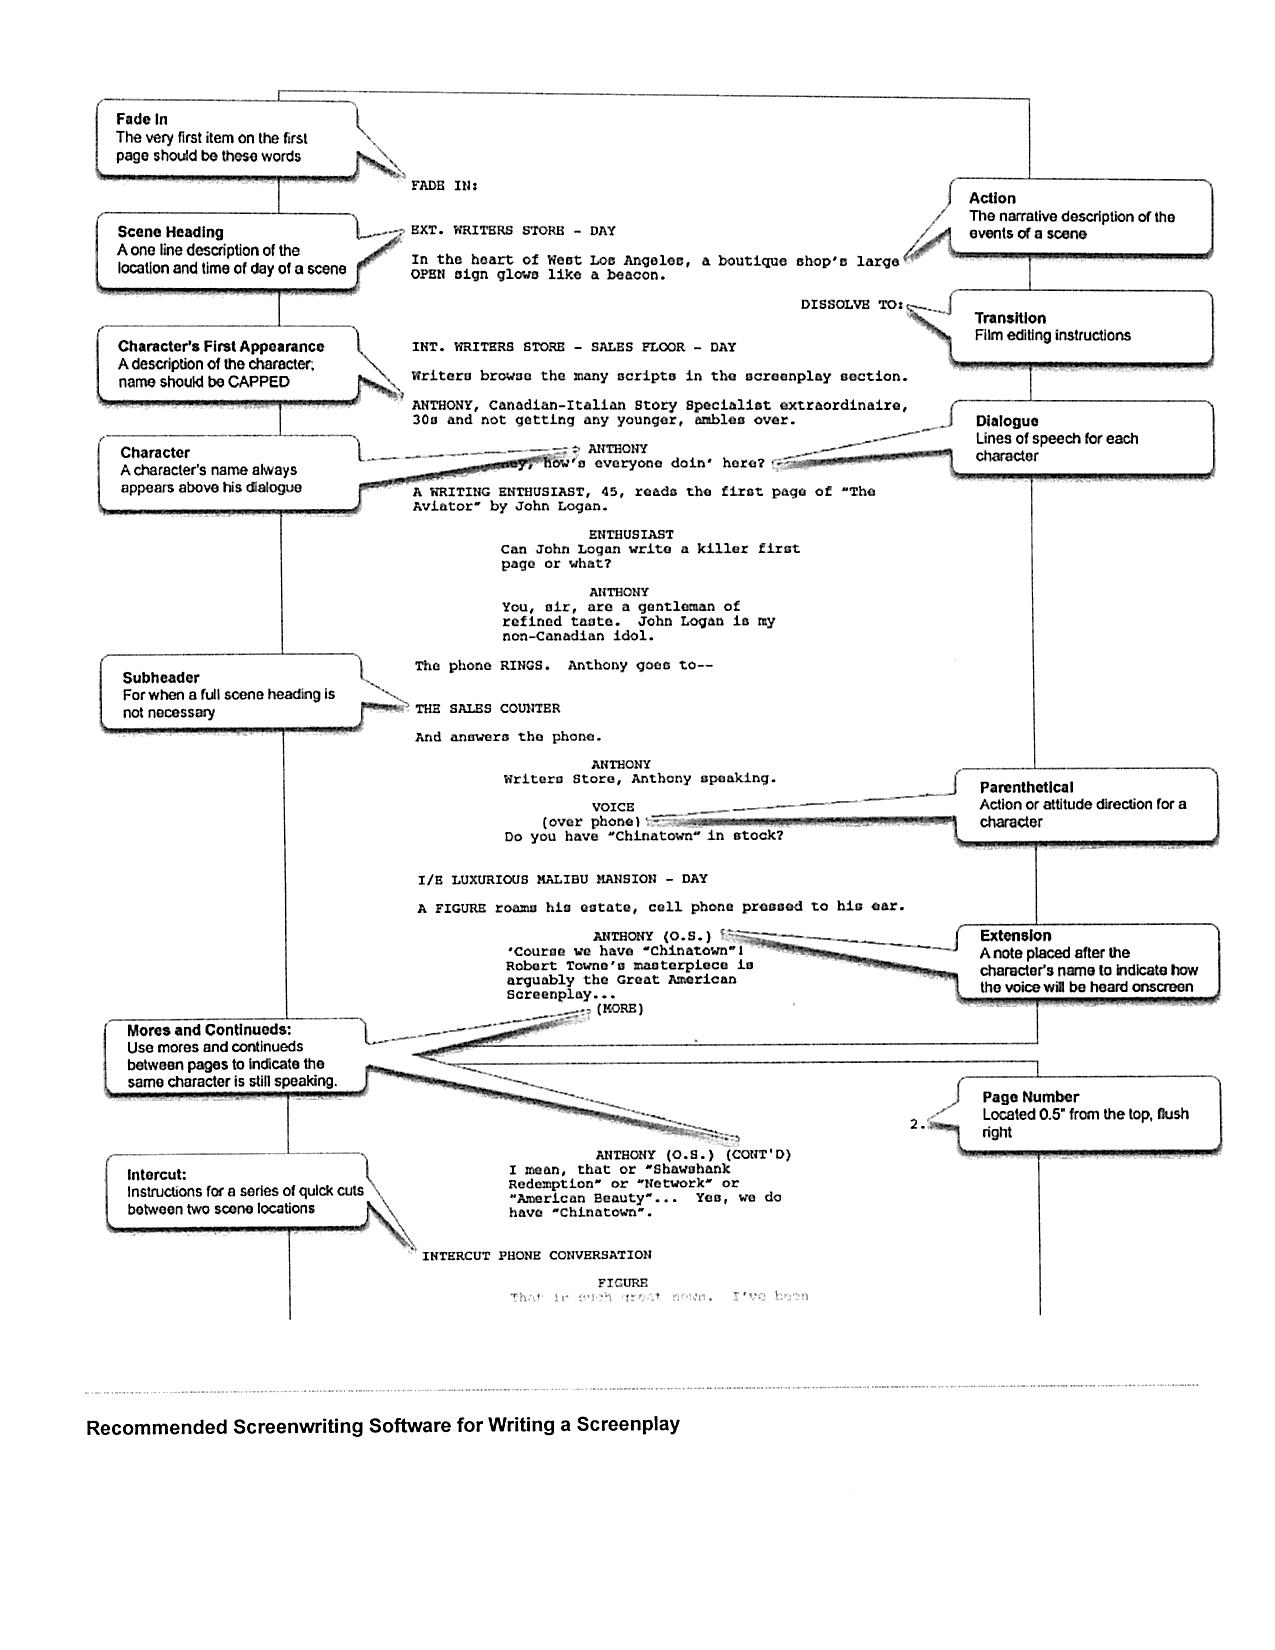 Fade In
The very first item on the first
page should be these words
FADE IN:
Action
The narrative description of the
events of a scene
Scene Heading
A one line description of the
location and time of day of a scene
EXT. WRITERS STORE - DAY
In the heart of West Los Angeles, a boutique shop's large
OPEN sign glows like a beacon.
DISSOLVE TO:
Transition
Film editing instructions
Character's First Appearance
A description of the character;
name should be CAPPED
INT. WRITERS STORE - SALES FLOOR - DAY
Writers browse the many scripts in the screenplay section.
ANTHONY, Canadian-Italian Story Specialist extraordinaire,
30s and not getting any younger, ambles over.
Dialogue
Lines of speech for each
character
Character
A character's name always
appears above his dialogue
ANTHONY
how's everyone doin' here?
A WRITING ENTHUSIAST, 45, reads the first page of "The
Aviator" by John Logan.
ENTHUSIAST
Can John Logan write a killer first
page or what?
ANTHONY
You, sir, are a gentleman of
refined taste. John Logan is my
non-Canadian idol.
The phone RINGS. Anthony goes to--
Subheader
For when a full scene heading is
not necessary
THE SALES COUNTER
And answers the phone.
ANTHONY
Writers Store, Anthony speaking.
VOICE
(over phone)
Do you have "Chinatown" in stock?
Parenthetical
Action or attitude direction for a
character
I/E LUXURIOUS MALIBU MANSION - DAY
A FIGURE roams his estate, cell phone pressed to his ear.
ANTHONY (O.S.)
'Course we have "Chinatown"!
Robert Towne's masterpiece is
arguably the Great American
Screenplay...
(MORE)
Extension
A note placed after the
character's name to indicate how
the voice will be heard onscreen
Mores and Continueds:
Use mores and continueds
between pages to indicate the
same character is still speaking.
Page Number
Located 0.5" from the top, flush
right
2.
ANTHONY (O.S.) (CONT'D)
I mean, that or "Shawshank
Redemption" or "Network" or
"American Beauty"... Yes, we do
have "Chinatown".
Intercut:
Instructions for a series of quick cuts
between two scene locations
INTERCUT PHONE CONVERSATION
FIGURE
That is such great news. I've been
Recommended Screenwriting Software for Writing a Screenplay